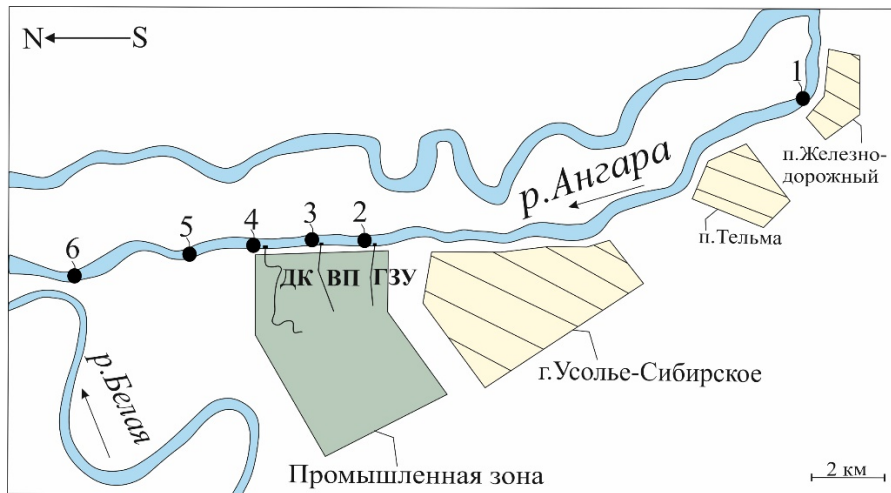 N S
1
п.Железно-
дорожный
р.Ангара
п.Тельма
2
3
4
5
6
ДК ВП ГЗУ
р.Белая
г.Усолье-Сибирское
Промышленная зона
2 км